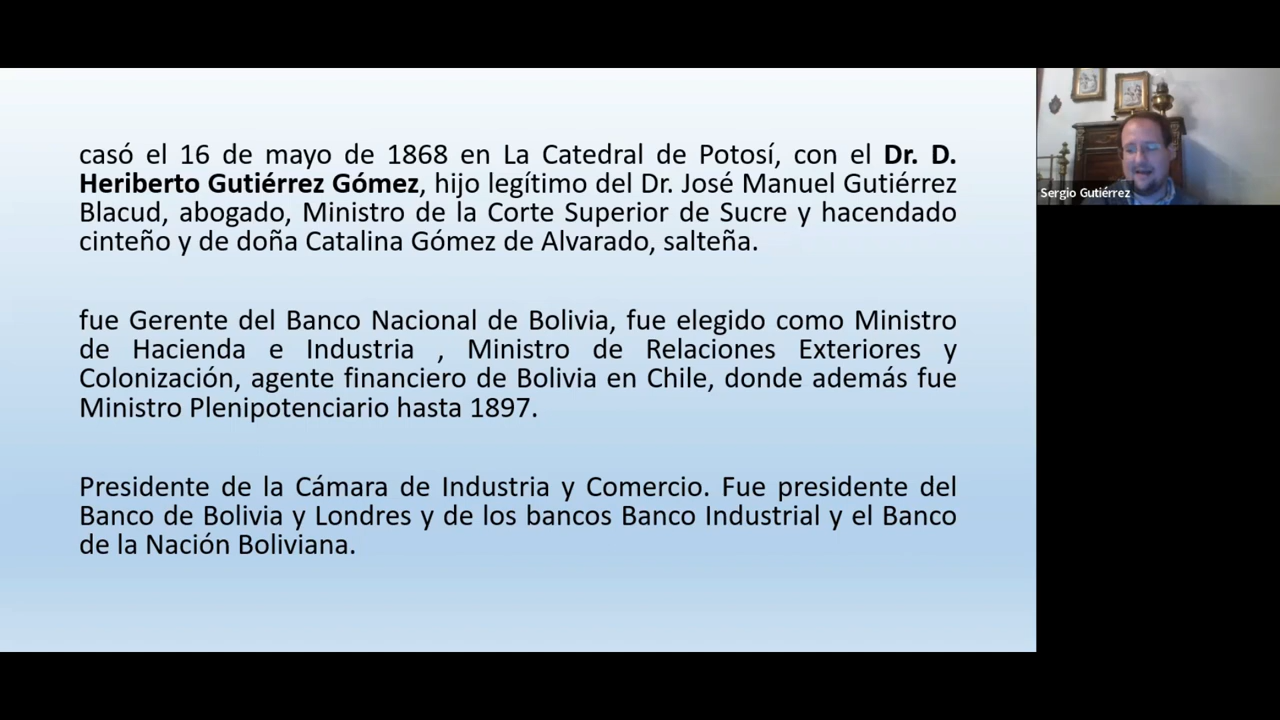 casó el 16 de mayo de 1868 en La Catedral de Potosí, con el Dr. D.
Heriberto Gutiérrez Gómez, hijo legítimo del Dr. José Manuel Gutiérrez
Blacud, abogado, Ministro de la Corte Superior de Sucre y hacendado
cinteño y de doña Catalina Gómez de Alvarado, salteña.
fue Gerente del Banco Nacional de Bolivia, fue elegido como Ministro
de Hacienda e Industria , Ministro de Relaciones Exteriores y
Colonización, agente financiero de Bolivia en Chile, donde además fue
Ministro Plenipotenciario hasta 1897.
Presidente de la Cámara de Industria y Comercio. Fue presidente del
Banco de Bolivia y Londres y de los bancos Banco Industrial y el Banco
de la Nación Boliviana.
Sergio Gutiérrez